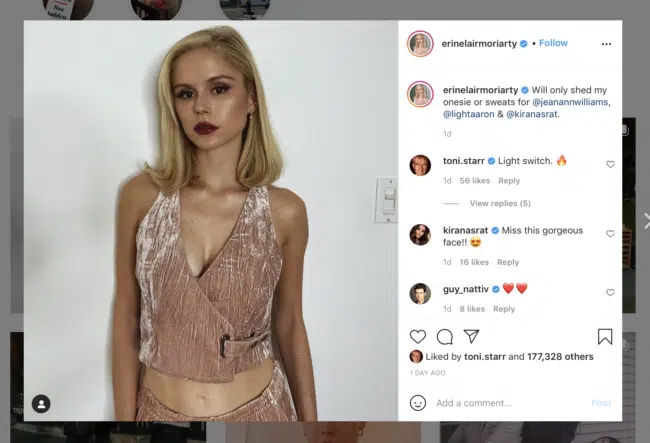 erinelairmoriarty • Follow
erinelairmoriarty Will only shed my
onesie or sweats for @jeanannwilliams,
@lightaaron & @kiranasrat.
1d
toni.starr Light switch. 🔥
1d 56 likes Reply
View replies (5)
kiranasrat Miss this gorgeous
face!! 😍
1d 16 likes Reply
guy_nattiv ❤️❤️
1d 8 likes Reply
Liked by toni.starr and 177,328 others
1 DAY AGO
Add a comment... Post